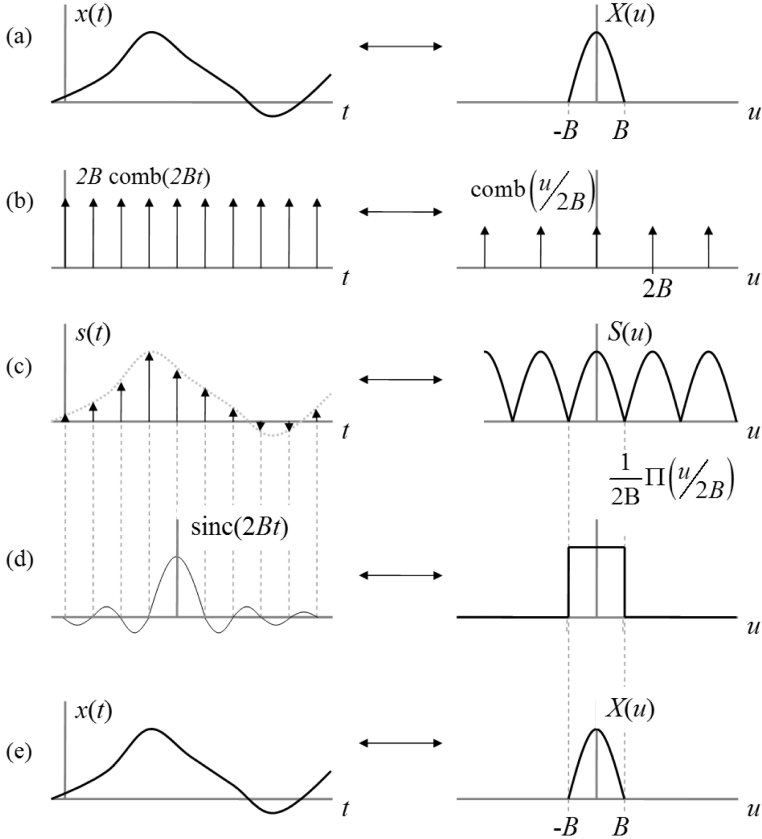 (a) x(t) X(u)
t -B B u
(b) 2B comb(2Bt) comb(u/2B)
t 2B u
(c) s(t) S(u)
t u
1/2B Π(u/2B)
(d) sinc(2Bt)
u
(e) x(t) X(u)
t -B B u